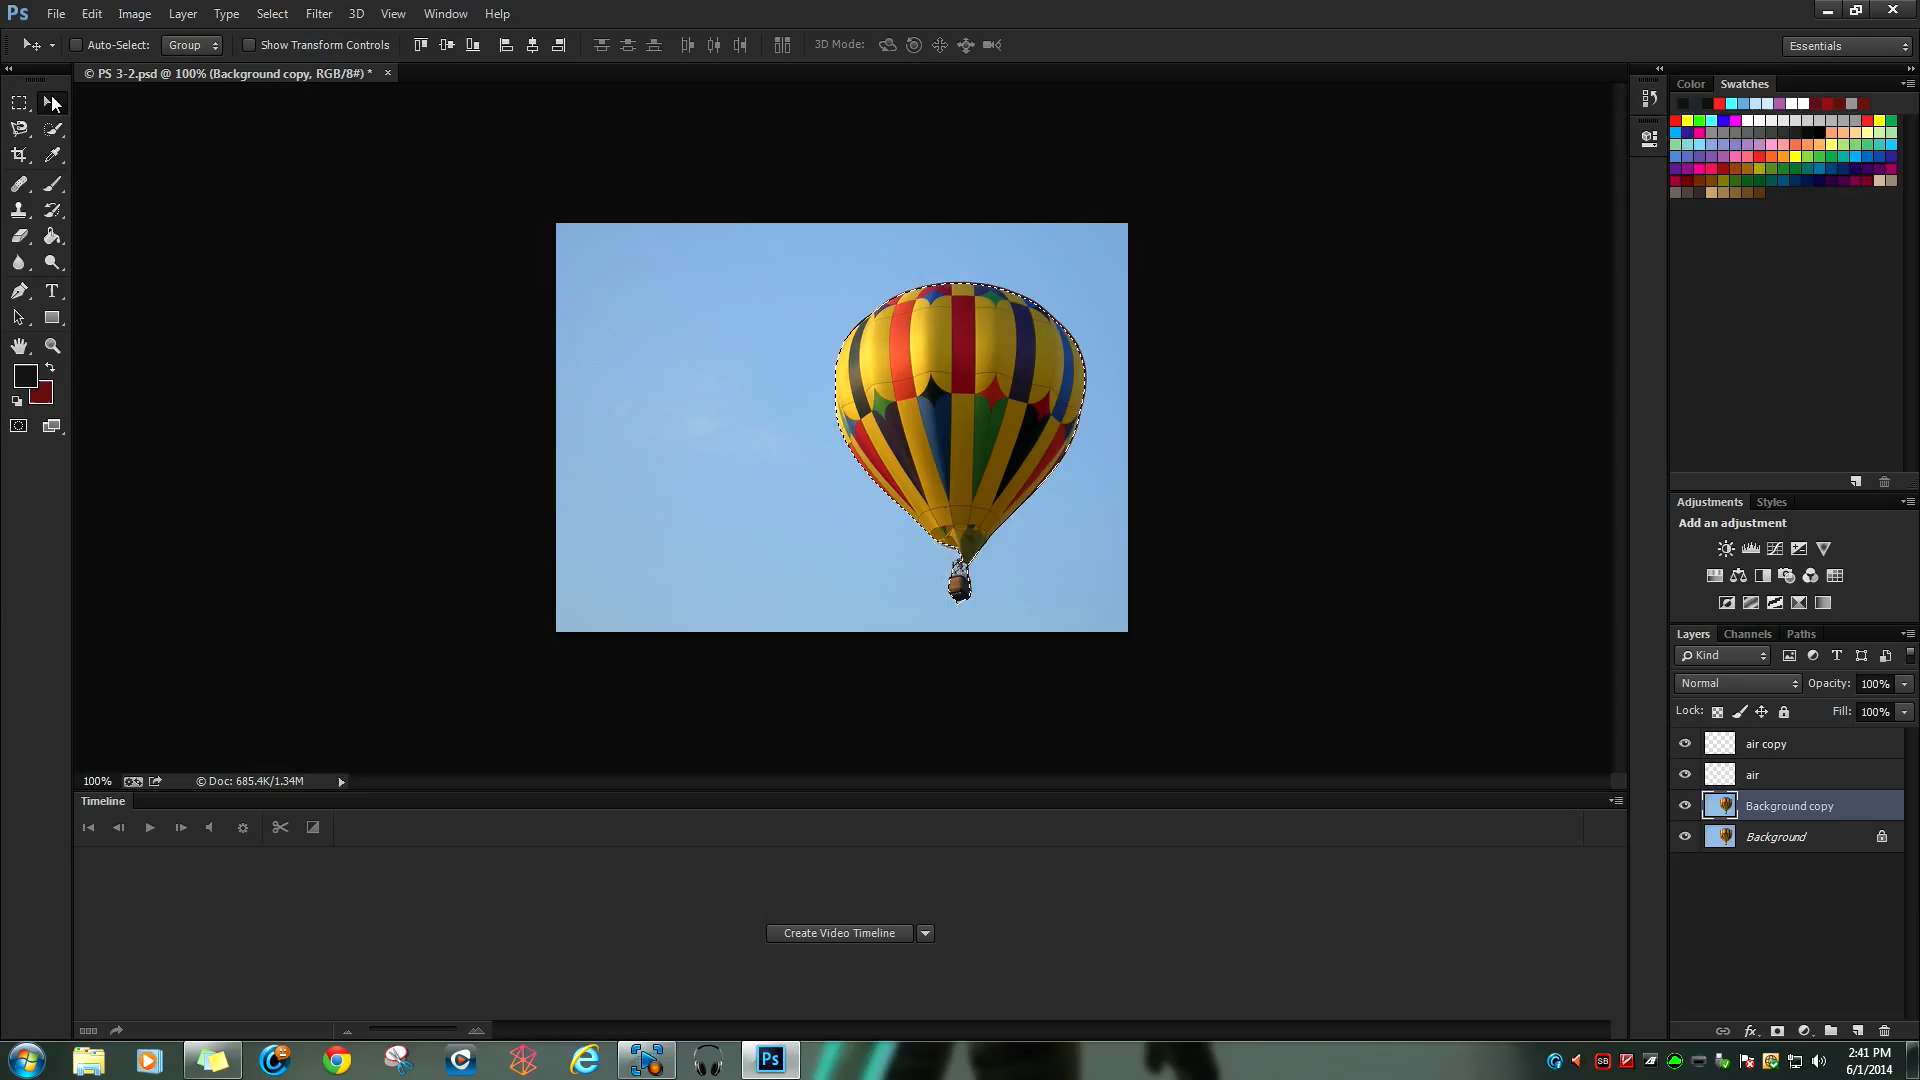 Ps File Edit Image Layer Type Select Filter 3D View Window Help
Auto-Select: Group Show Transform Controls 3D Mode: Essentials
© PS 3-2.psd @ 100% (Background copy, RGB/8#) * ×
Color Swatches
T
Adjustments Styles
Add an adjustment
Layers Channels Paths
Kind T
Normal Opacity: 100%
Lock: Fill: 100%
air copy
air
Background copy
Background
100% © Doc: 685.4K/1.34M
Timeline
Create Video Timeline
fx
Ps
SB
2:41 PM
6/1/2014